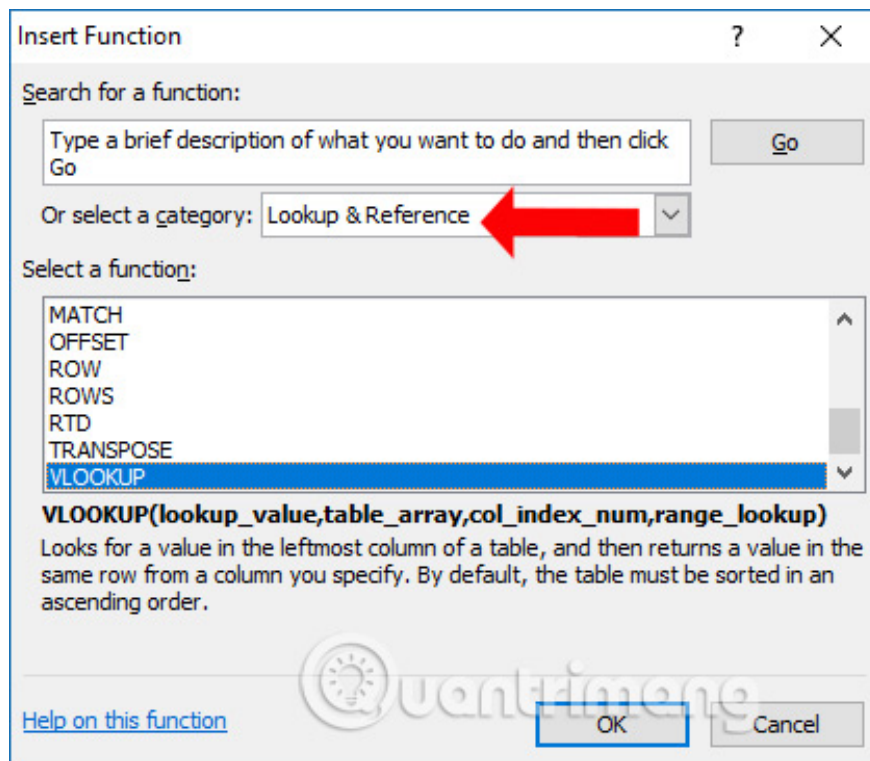 Insert Function
?
Search for a function:
Type a brief description of what you want to do and then click
Go
Go
Or select a category: Lookup & Reference
Select a function:
MATCH
OFFSET
ROW
ROWS
RTD
TRANSPOSE
VLOOKUP
VLOOKUP(lookup_value,table_array,col_index_num,range_lookup)
Looks for a value in the leftmost column of a table, and then returns a value in the
same row from a column you specify. By default, the table must be sorted in an
ascending order.
Quantrimang
Help on this function
OK
Cancel